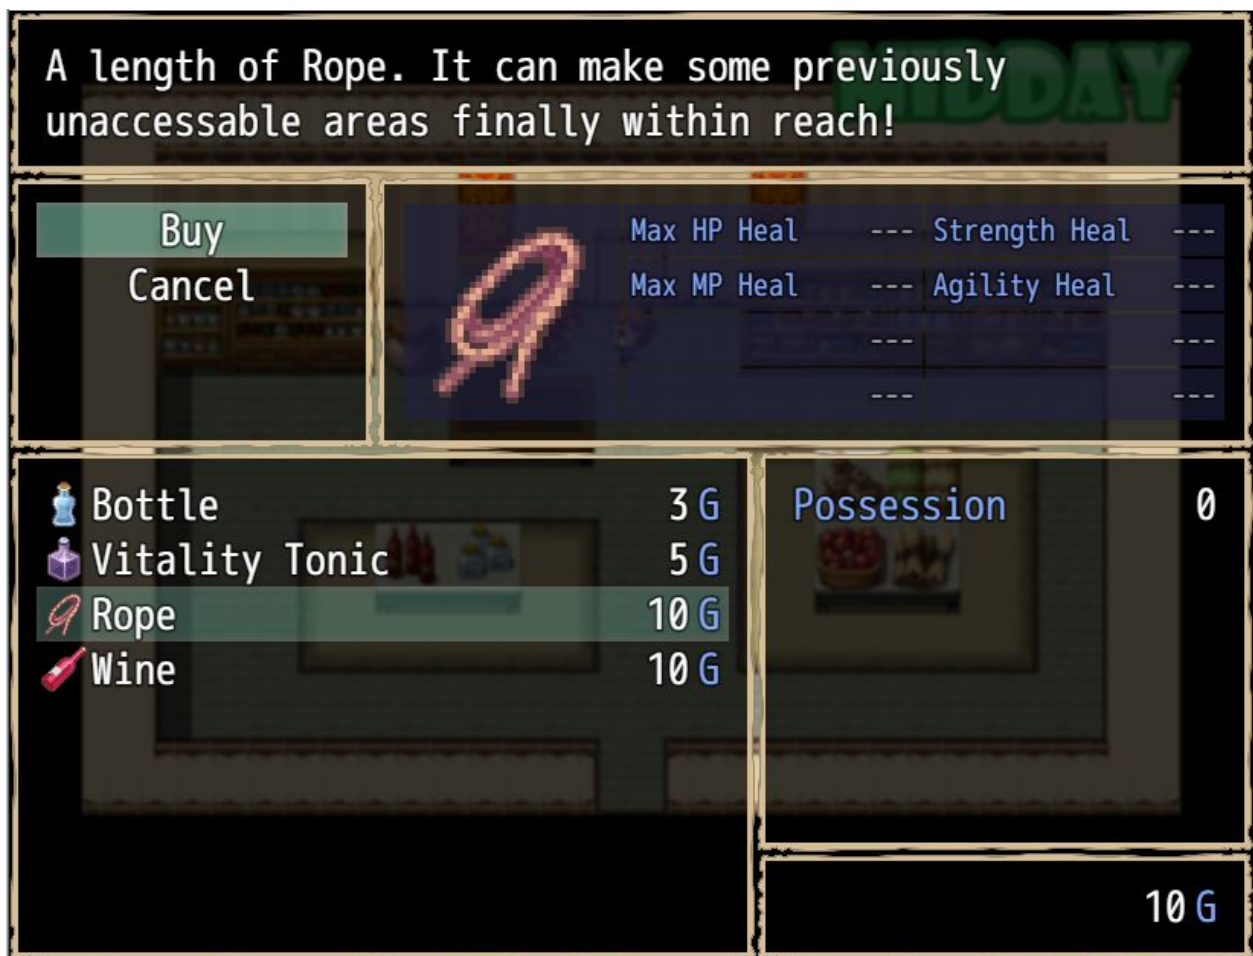 A length of Rope. It can make some previously
unaccessable areas finally within reach!
MIDDAY
Buy
Cancel
Max HP Heal --- Strength Heal ---
Max MP Heal --- Agility Heal ---
--- ---
--- ---
Bottle 3 G
Vitality Tonic 5 G
Rope 10 G
Wine 10 G
Possession 0
10 G